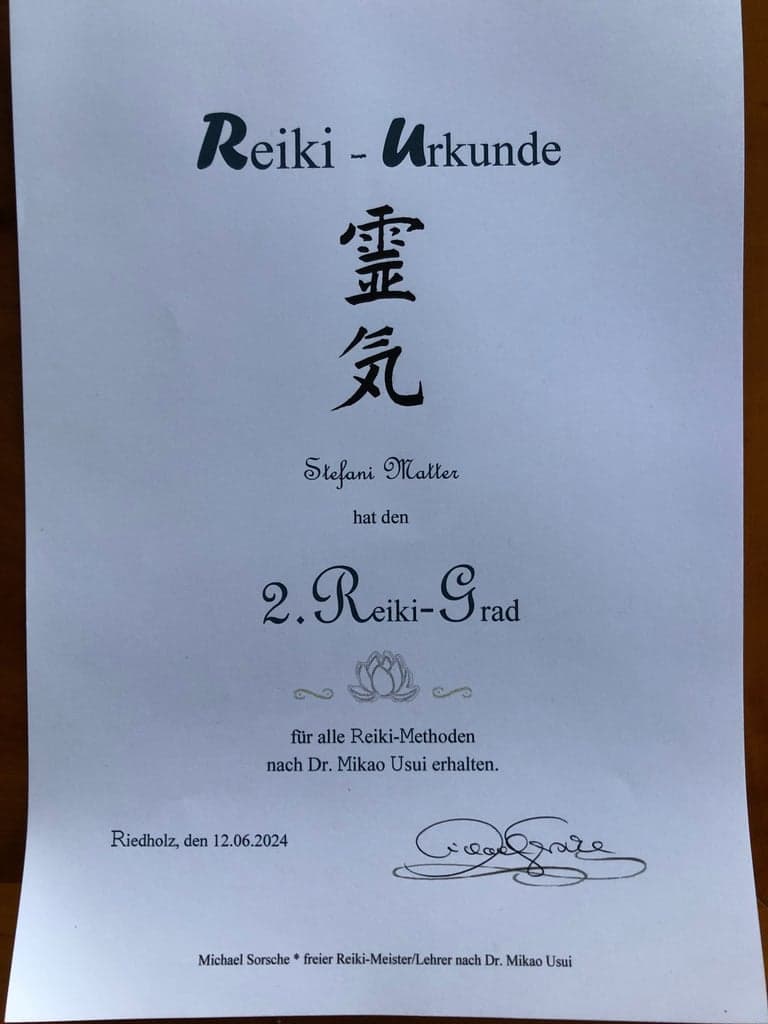 Reiki - Urkunde
霊
気
Stefani Matter
hat den
2. Reiki-Grad
für alle Reiki-Methoden
nach Dr. Mikao Usui erhalten.
Riedholz, den 12.06.2024
Michael Sorsche * freier Reiki-Meister/Lehrer nach Dr. Mikao Usui